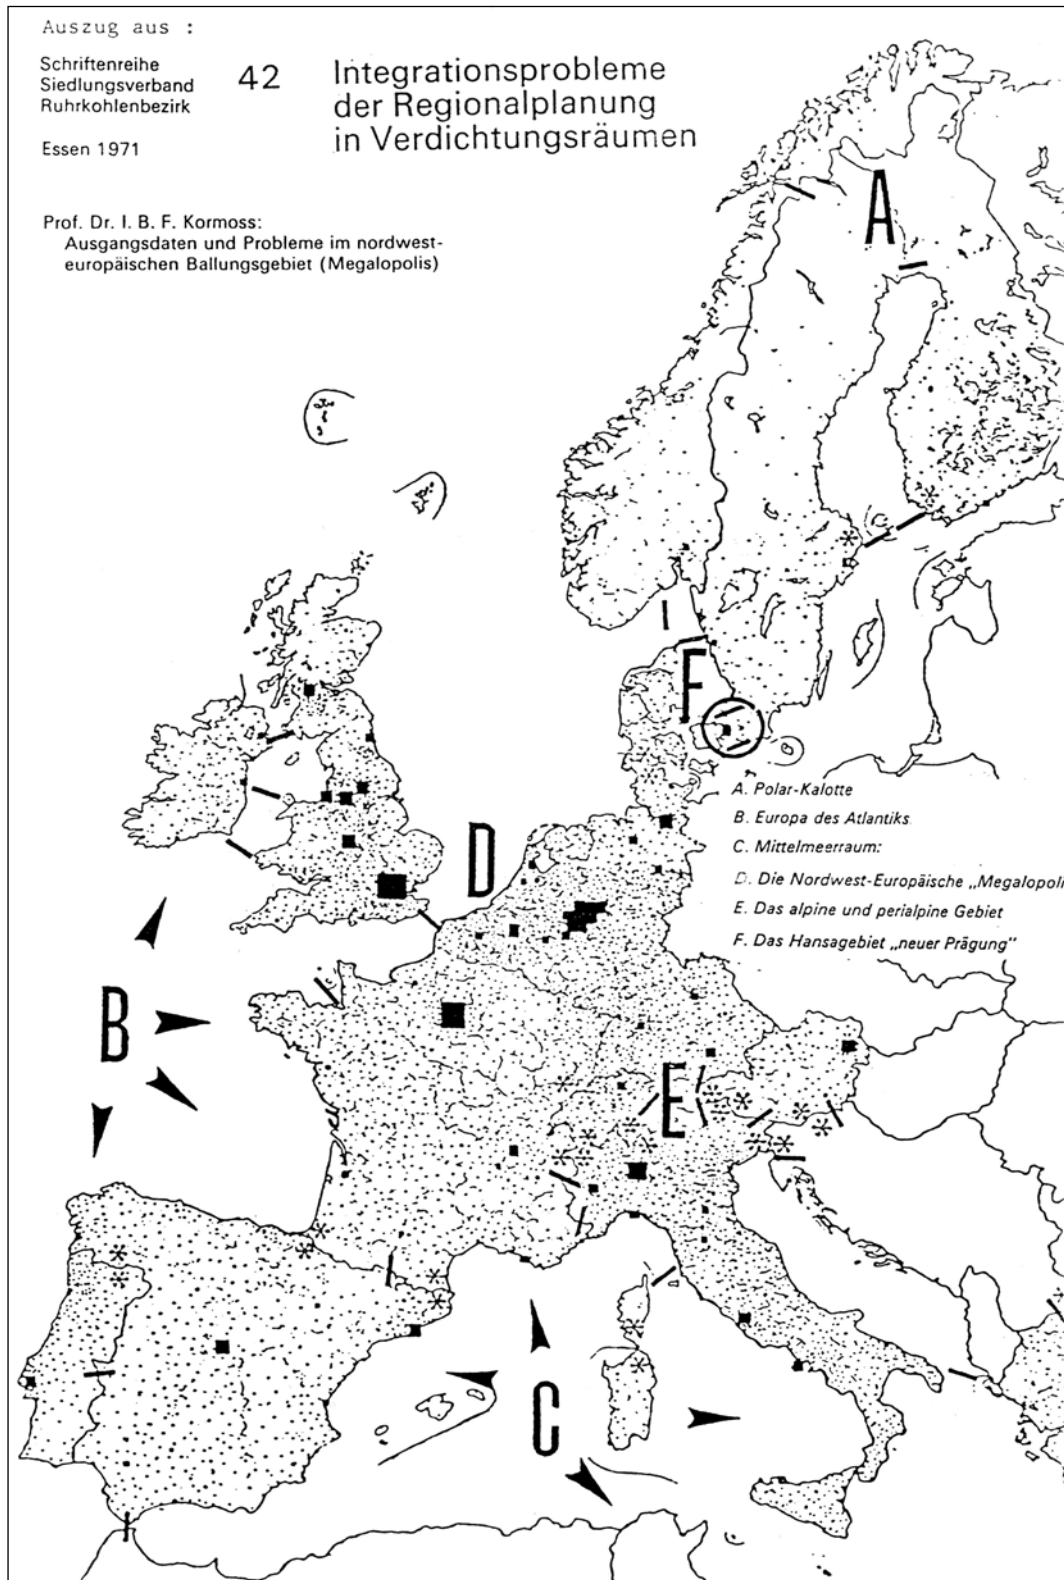 Auszug aus :
Schriftenreihe
Siedlungsverband
Ruhrkohlenbezirk
Essen 1971
42
Integrationsprobleme
der Regionalplanung
in Verdichtungsräumen
Prof. Dr. I. B. F. Kormoss:
Ausgangsdaten und Probleme im nordwest-
europäischen Ballungsgebiet (Megalopolis)
A
F
D
B
E
C
A. Polar-Kalotte
B. Europa des Atlantiks
C. Mittelmeerraum:
D. Die Nordwest-Europäische „Megalopoli
E. Das alpine und perialpine Gebiet
F. Das Hansagebiet „neuer Prägung"